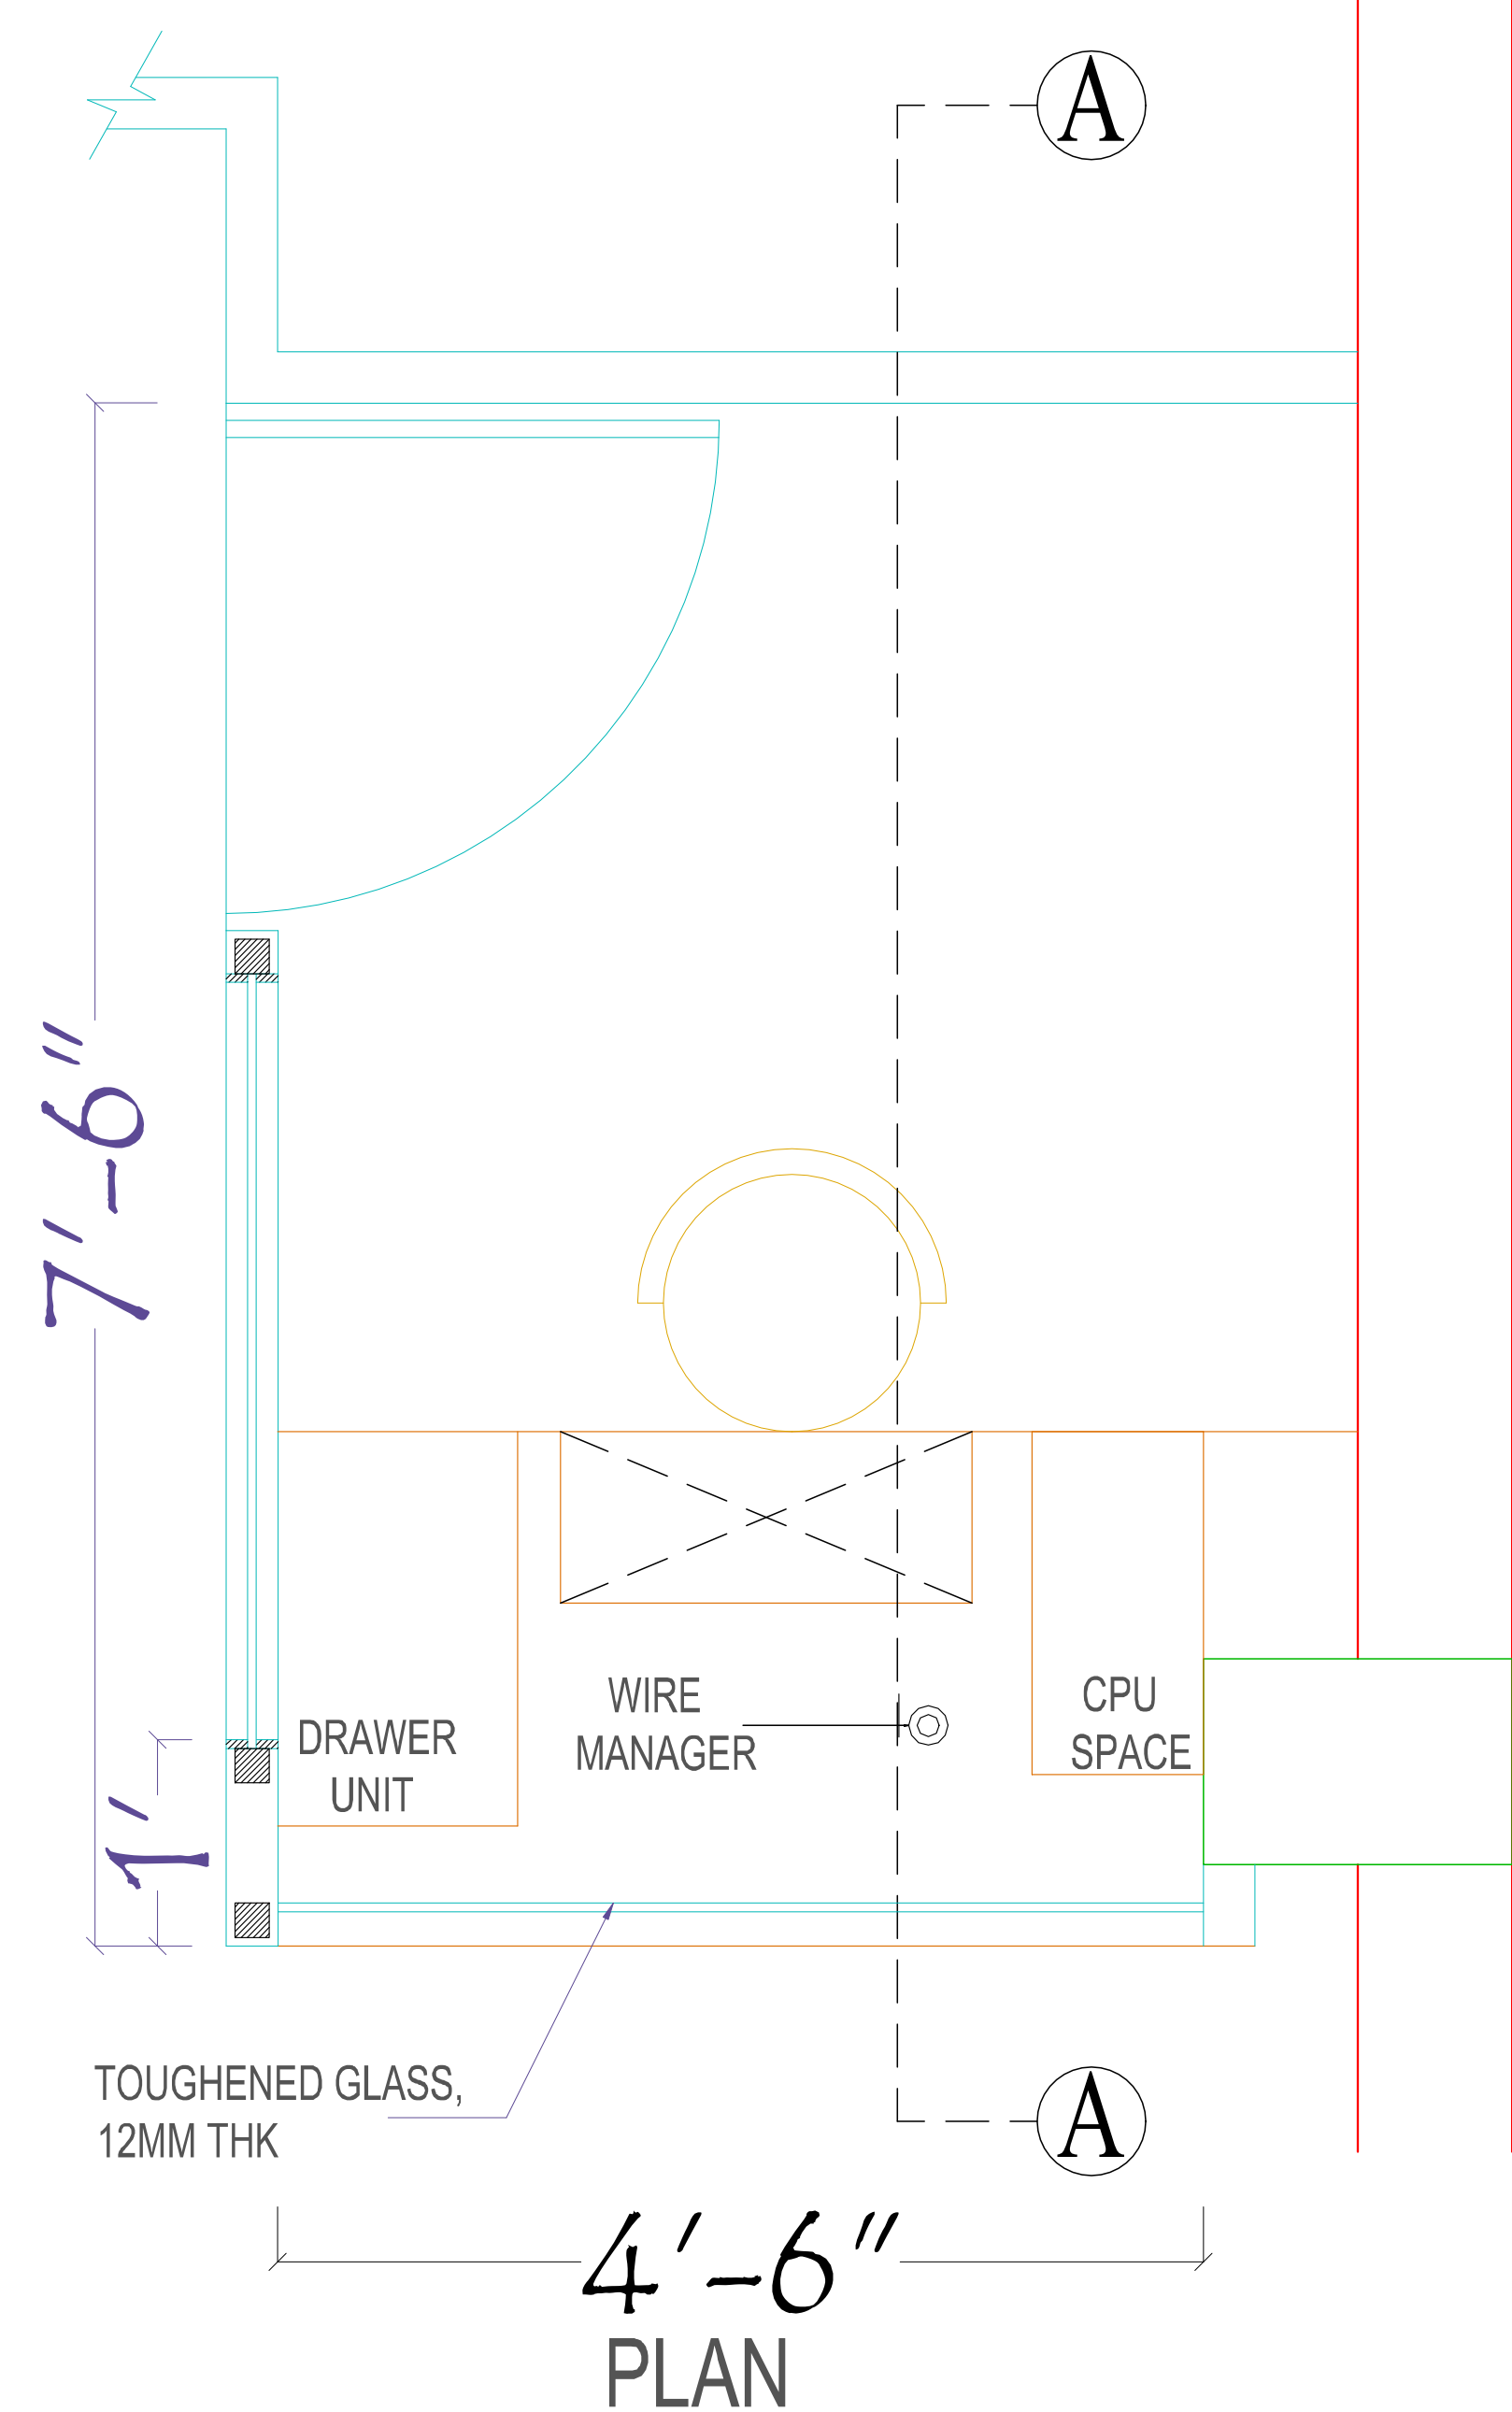 A
7'-6"
WIRE
MANAGER
CPU
SPACE
DRAWER
UNIT
1'
TOUGHENED GLASS,
12MM THK
A
4'-6"
PLAN